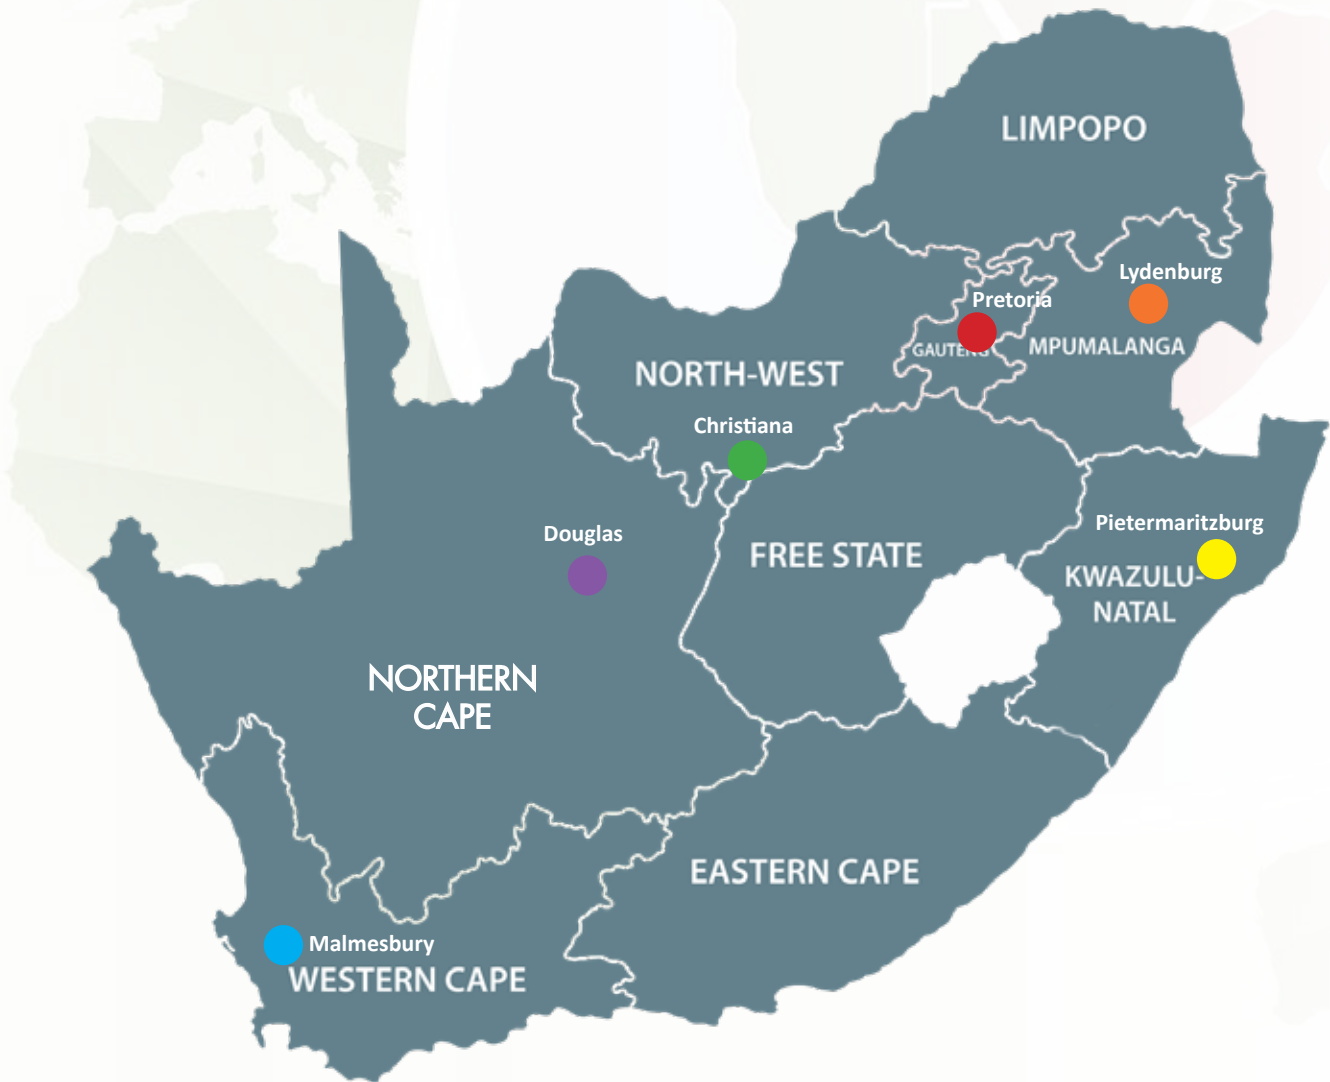 LIMPOPO
Lydenburg
Pretoria
GAUTENG
MPUMALANGA
NORTH-WEST
Christiana
Douglas
FREE STATE
Pietermaritzburg
KWAZULU-
NATAL
NORTHERN
CAPE
EASTERN CAPE
Malmesbury
WESTERN CAPE